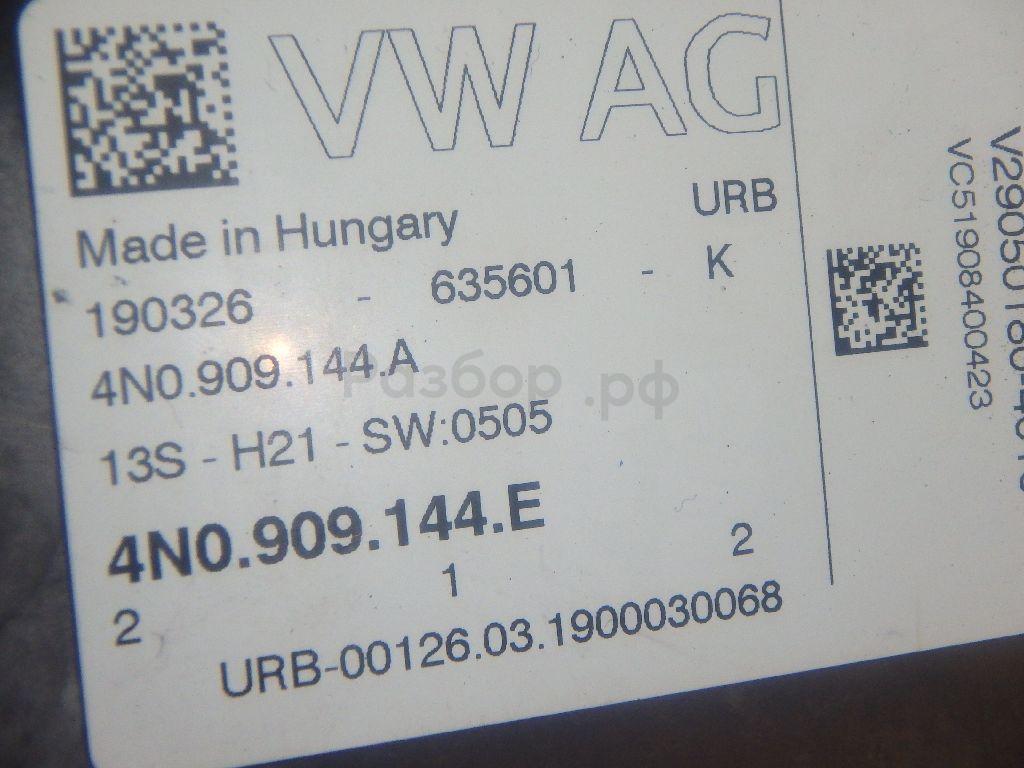 VW AG
Made in Hungary URB
190326 - 635601 - K
4N0.909.144.A
13S - H21 - SW:0505
4N0.909.144.E
2 1 2
URB-00126.03.1900030068
VC51908400423
Разбор.рф